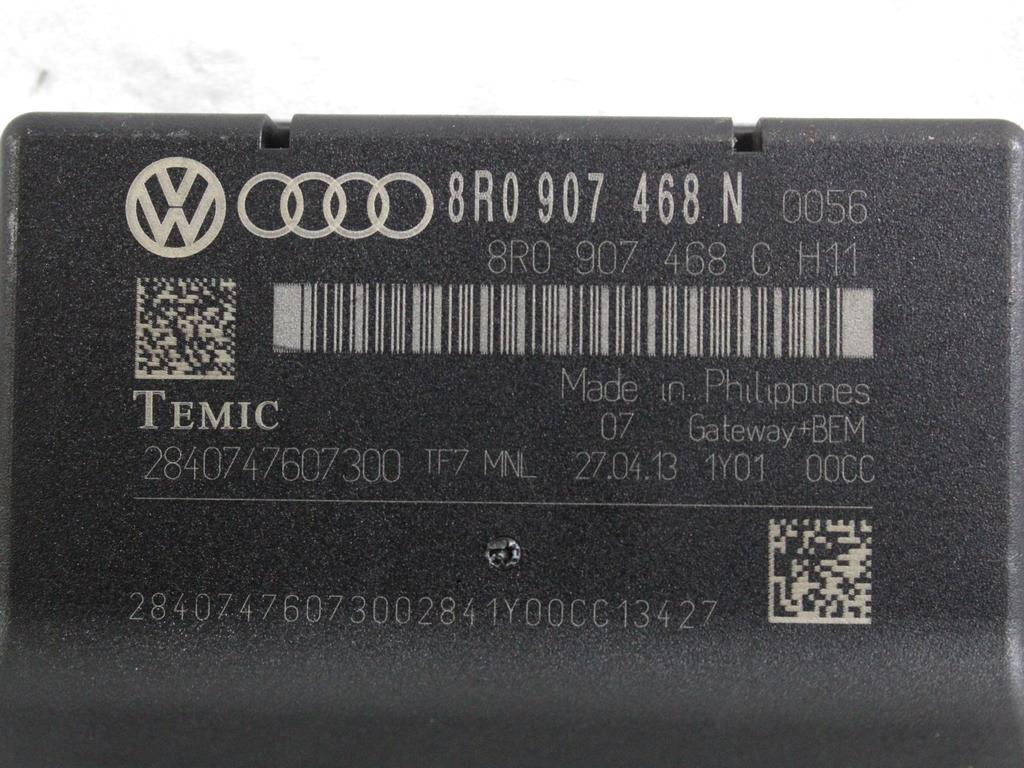 8R0 907 468 N 0056
8R0 907 468 C H11
Made in Philippines
TEMIC
07 Gateway+BEM
2840747607300 TF7 MNL 27.04.13 1Y01 00CC
28407476073002841Y00CC13427